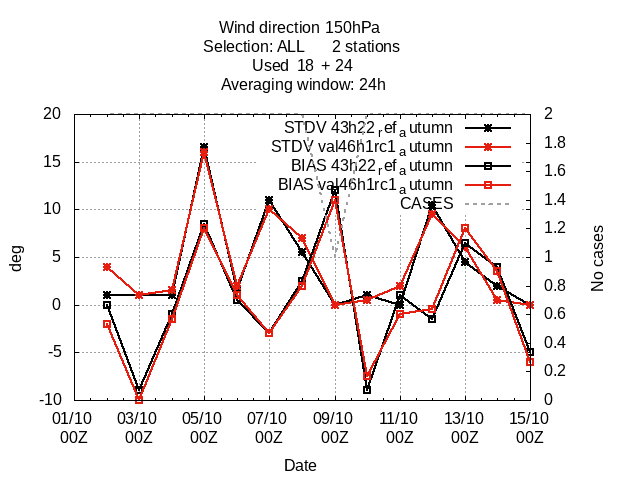 Wind direction 150hPa
Selection: ALL 2 stations
Used 18 + 24
Averaging window: 24h
20
15
10
5
0
-5
-10
deg
2
1.8
1.6
1.4
1.2
1
0.8
0.6
0.4
0.2
0
No cases
STDV 43h22_ref_autumn
STDV val46h1rc1_autumn
BIAS 43h22_ref_autumn
BIAS val46h1rc1_autumn
CASES
01/10 03/10 05/10 07/10 09/10 11/10 13/10 15/10
00Z 00Z 00Z 00Z 00Z 00Z 00Z 00Z
Date